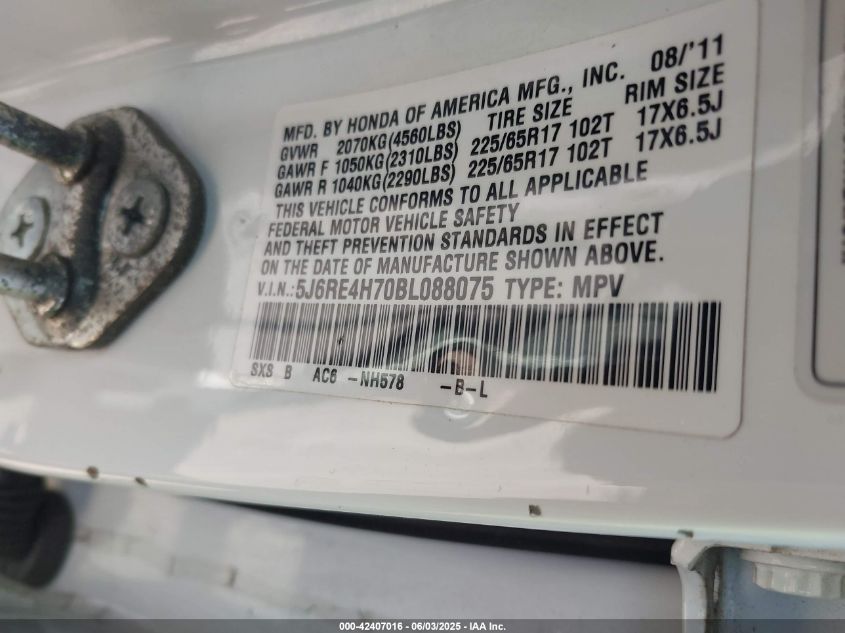 MFD. BY HONDA OF AMERICA MFG., INC. 08/'11
GVWR 2070KG(4560LBS) TIRE SIZE RIM SIZE
GAWR F 1050KG(2310LBS) 225/65R17 102T 17X6.5J
GAWR R 1040KG(2290LBS) 225/65R17 102T 17X6.5J
THIS VEHICLE CONFORMS TO ALL APPLICABLE
FEDERAL MOTOR VEHICLE SAFETY
AND THEFT PREVENTION STANDARDS IN EFFECT
ON THE DATE OF MANUFACTURE SHOWN ABOVE.
V.I.N.:5J6RE4H70BL088075 TYPE: MPV
SXS B AC6 -NH578 -B-L
000-42407016 - 06/03/2025 - IAA Inc.